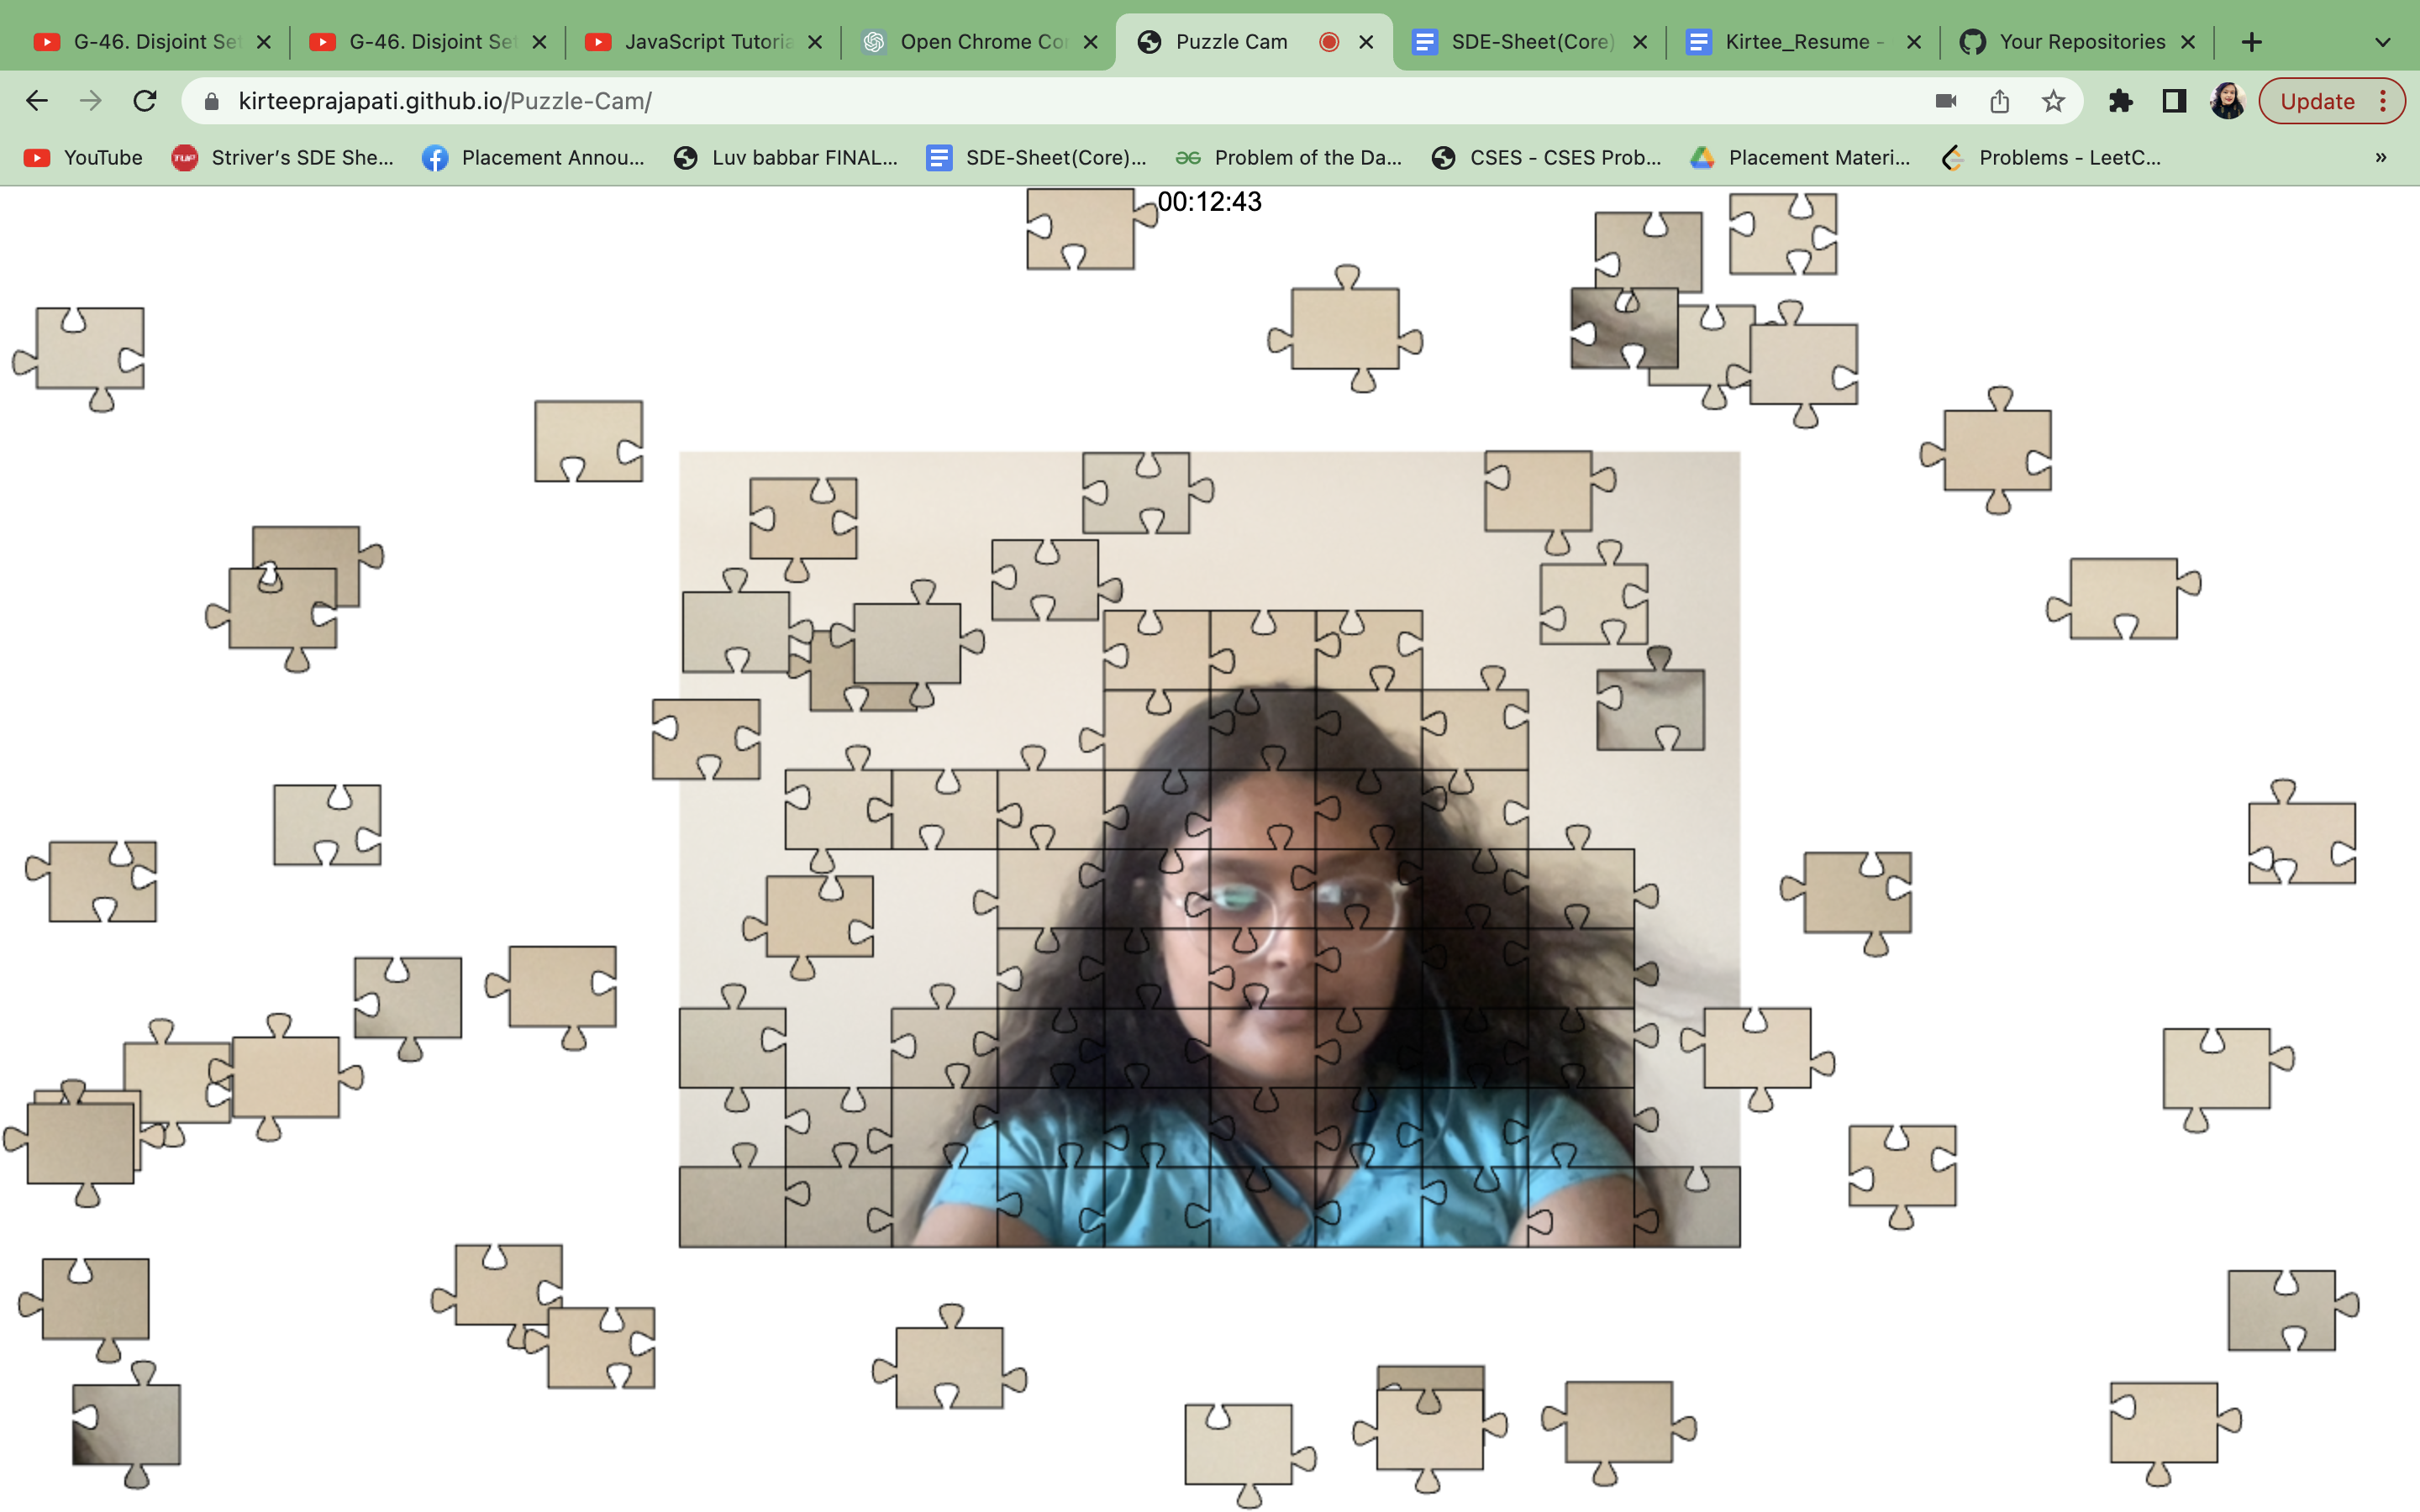 G-46. Disjoint Set G-46. Disjoint Set JavaScript Tutoria Open Chrome Co Puzzle Cam SDE-Sheet(Core) Kirtee_Resume - Your Repositories
kirteeprajapati.github.io/Puzzle-Cam/ Update
YouTube Striver's SDE She... Placement Annou... Luv babbar FINAL... SDE-Sheet(Core)... Problem of the Da... CSES - CSES Prob... Placement Materi... Problems - LeetC... »
00:12:43